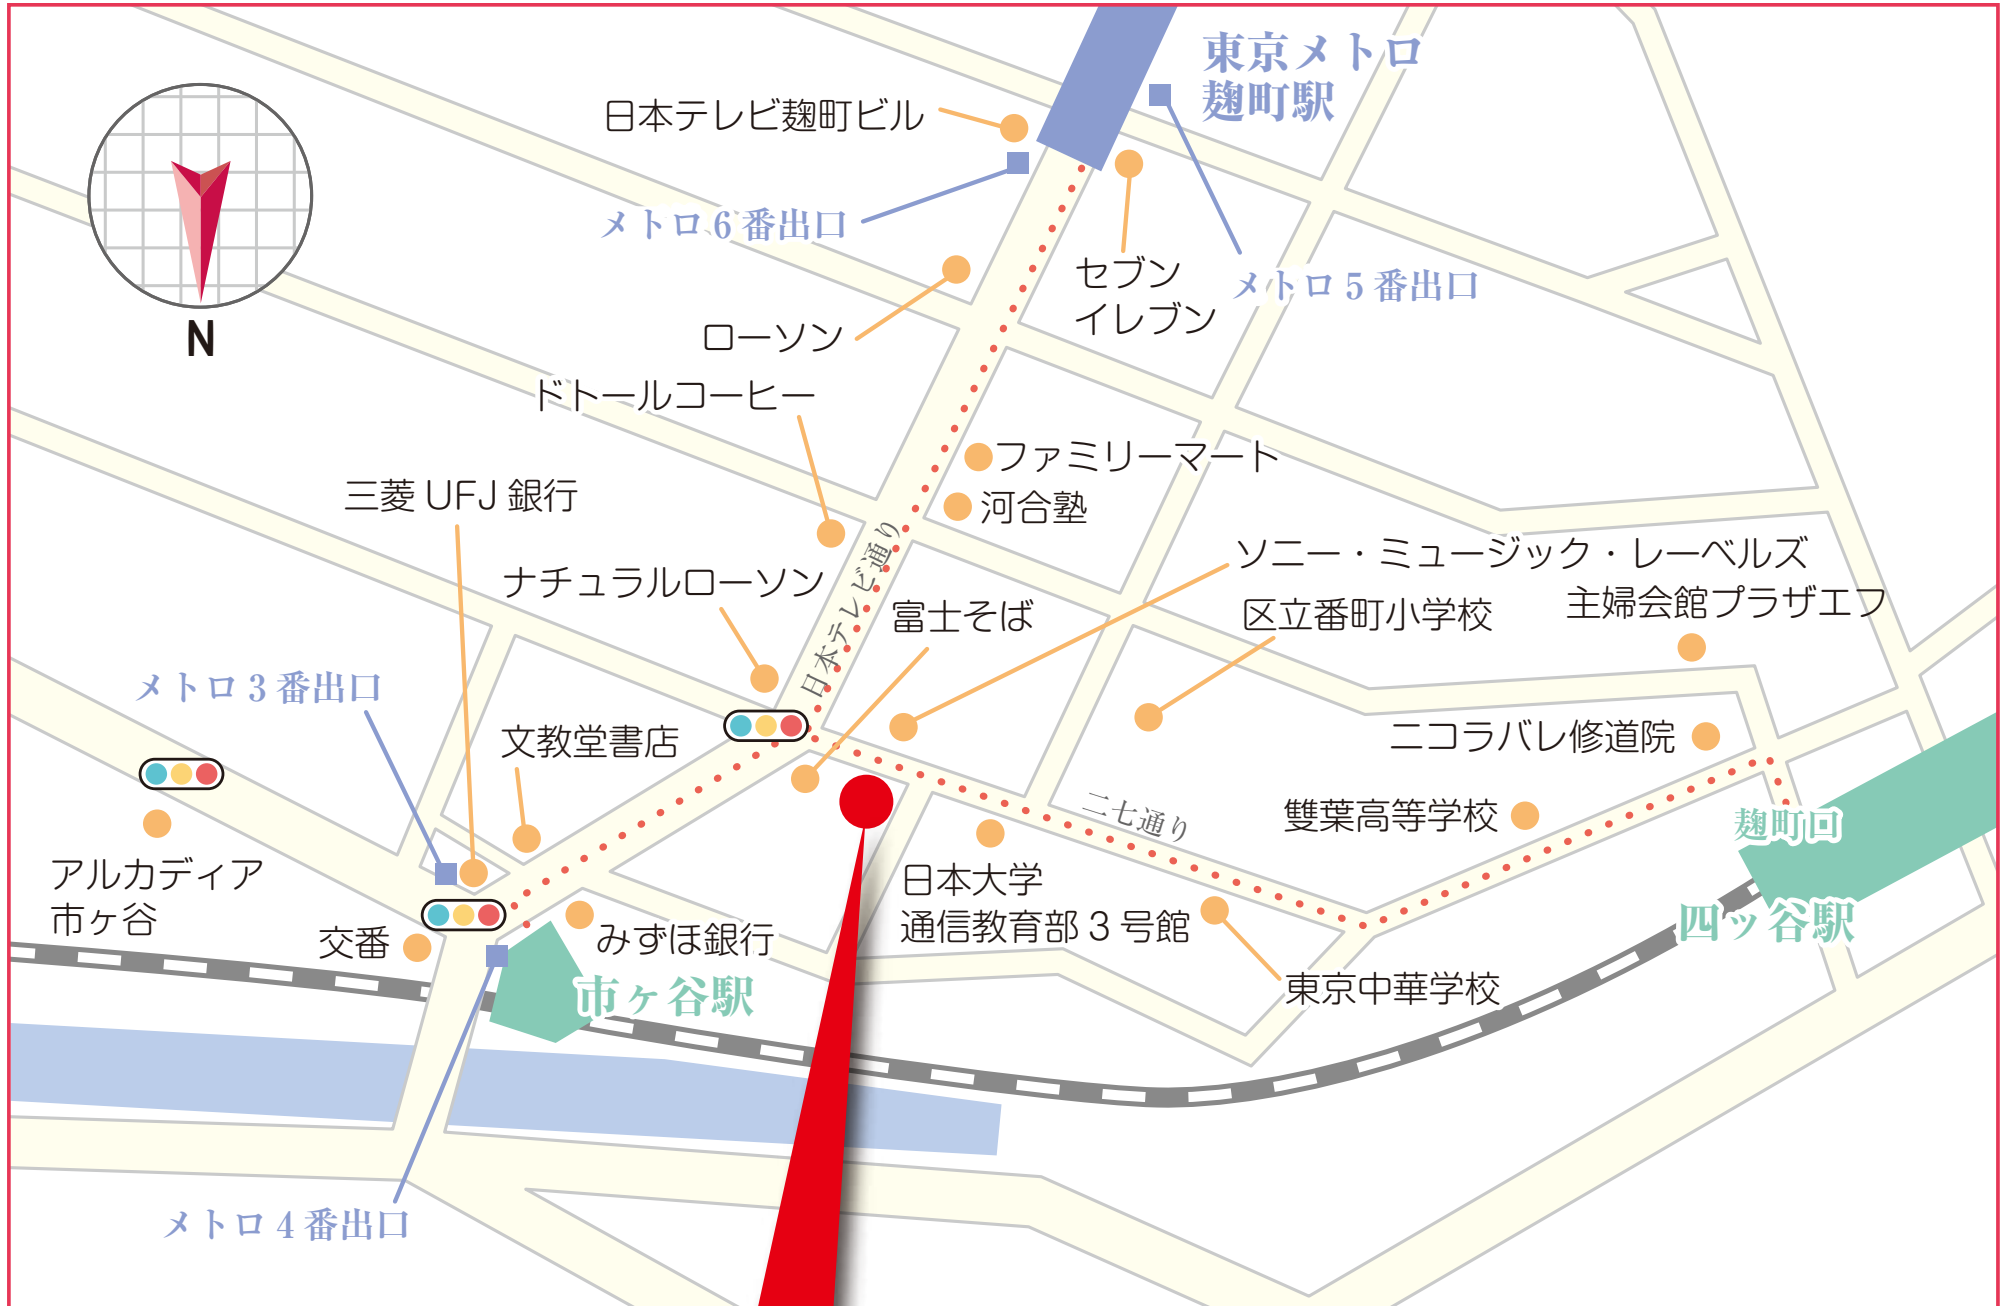 東京メトロ
麹町駅
日本テレビ麹町ビル
メトロ6番出口
セブン
イレブン
メトロ5番出口
N
ローソン
ドトールコーヒー
ファミリーマート
三菱UFJ銀行
河合塾
日本テレビ通り
ソニー・ミュージック・レーベルズ
ナチュラルローソン
富士そば
区立番町小学校
主婦会館プラザエフ
メトロ3番出口
文教堂書店
ニコラバレ修道院
二七通り
雙葉高等学校
麹町口
アルカディア
市ヶ谷
日本大学
通信教育部3号館
四ッ谷駅
交番
みずほ銀行
市ヶ谷駅
東京中華学校
メトロ4番出口